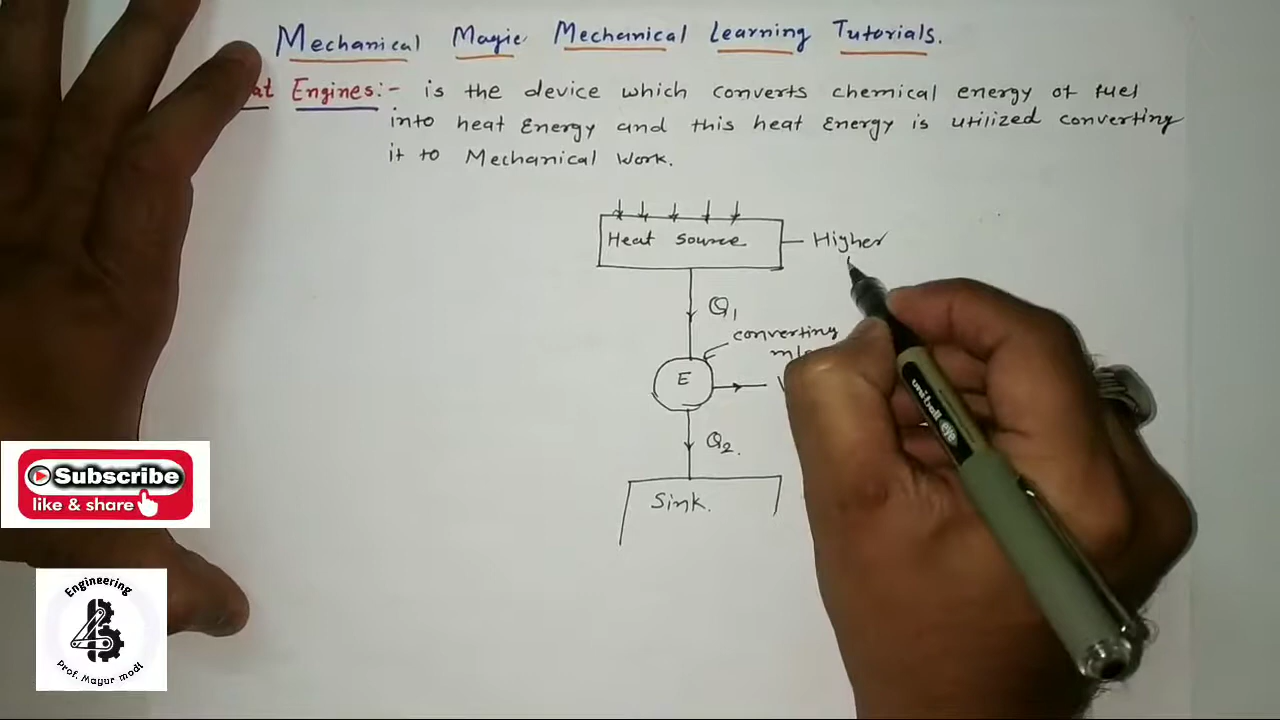 Mechanical Magic Mechanical Learning Tutorials.
Engines:- is the device which converts chemical energy of fuel
into heat Energy and this heat Energy is utilized converting
it to Mechanical Work.
Heat Source
Higher
Q1
converting
E
Q2.
Sink.
uniball eye
Subscribe
like & share
Engineering
Prof. Mayur modi